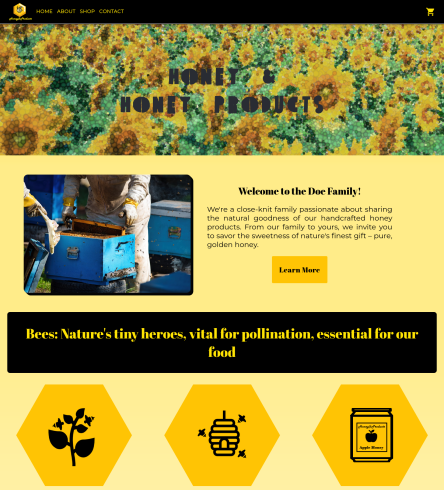 HOME ABOUT SHOP CONTACT
HONEY &
HONEY PRODUCTS
Welcome to the Doe Family!
We're a close-knit family passionate about sharing
the natural goodness of our handcrafted honey
products. From our family to yours, we invite you
to savor the sweetness of nature's finest gift – pure,
golden honey.
Learn More
Bees: Nature's tiny heroes, vital for pollination, essential for our
food
Apple Honey